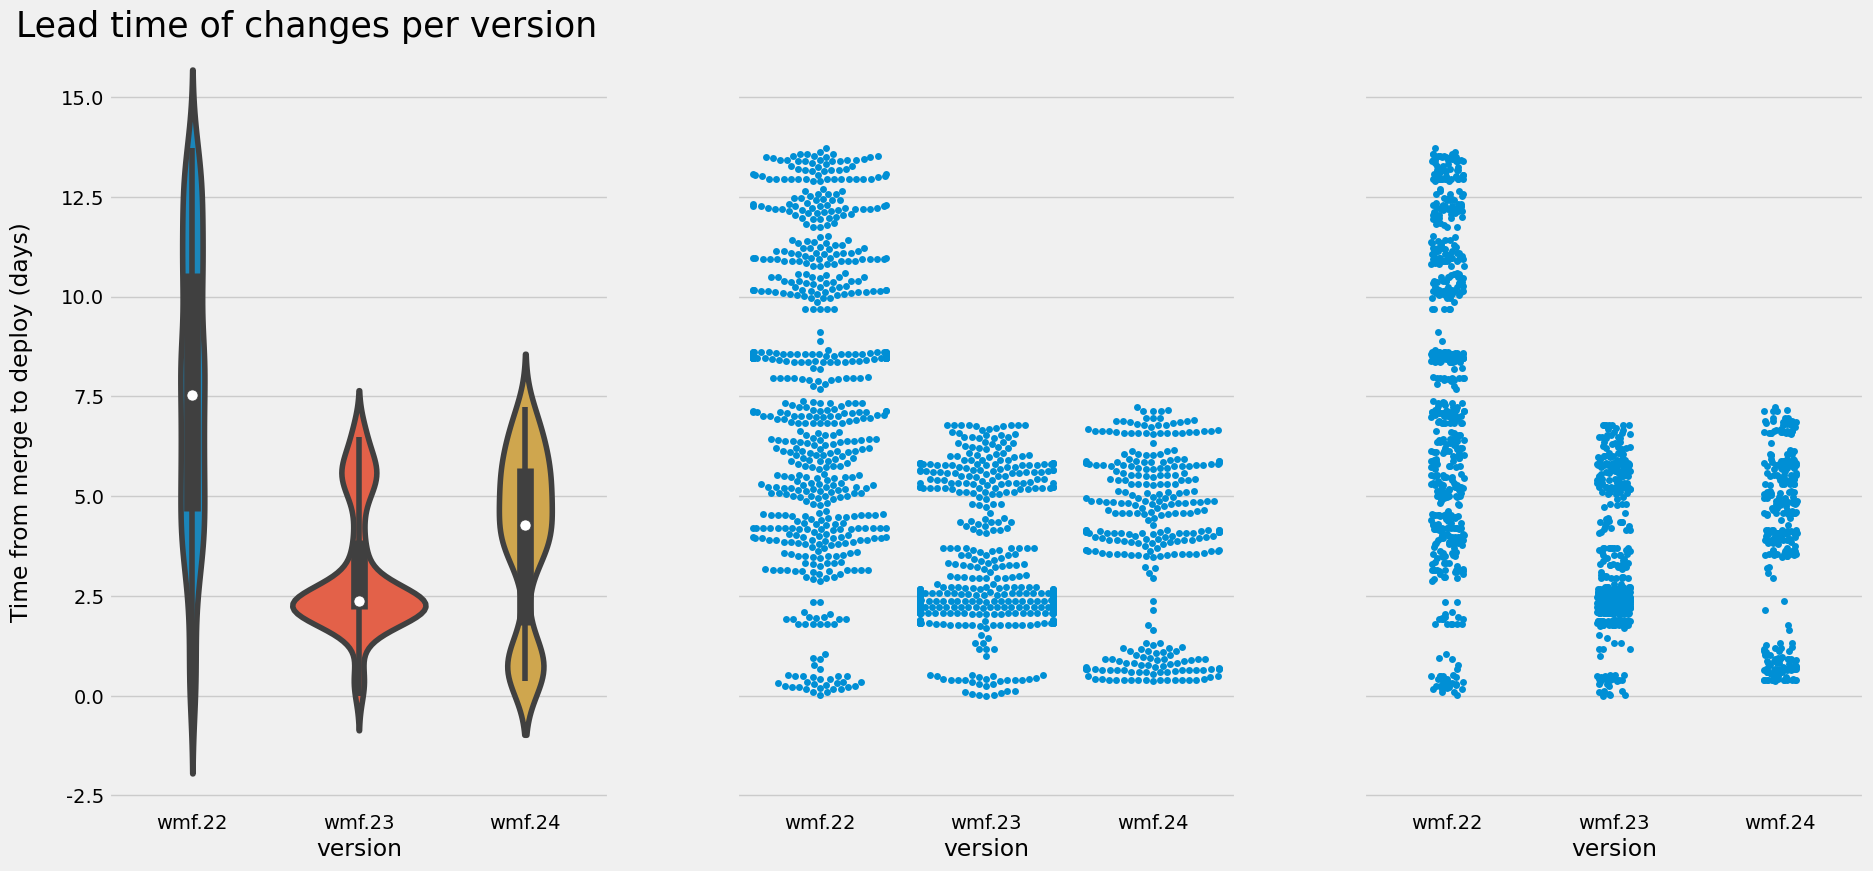 Lead time of changes per version
Time from merge to deploy (days)
15.0
12.5
10.0
7.5
5.0
2.5
0.0
-2.5
wmf.22 wmf.23 wmf.24
version
wmf.22 wmf.23 wmf.24
version
wmf.22 wmf.23 wmf.24
version